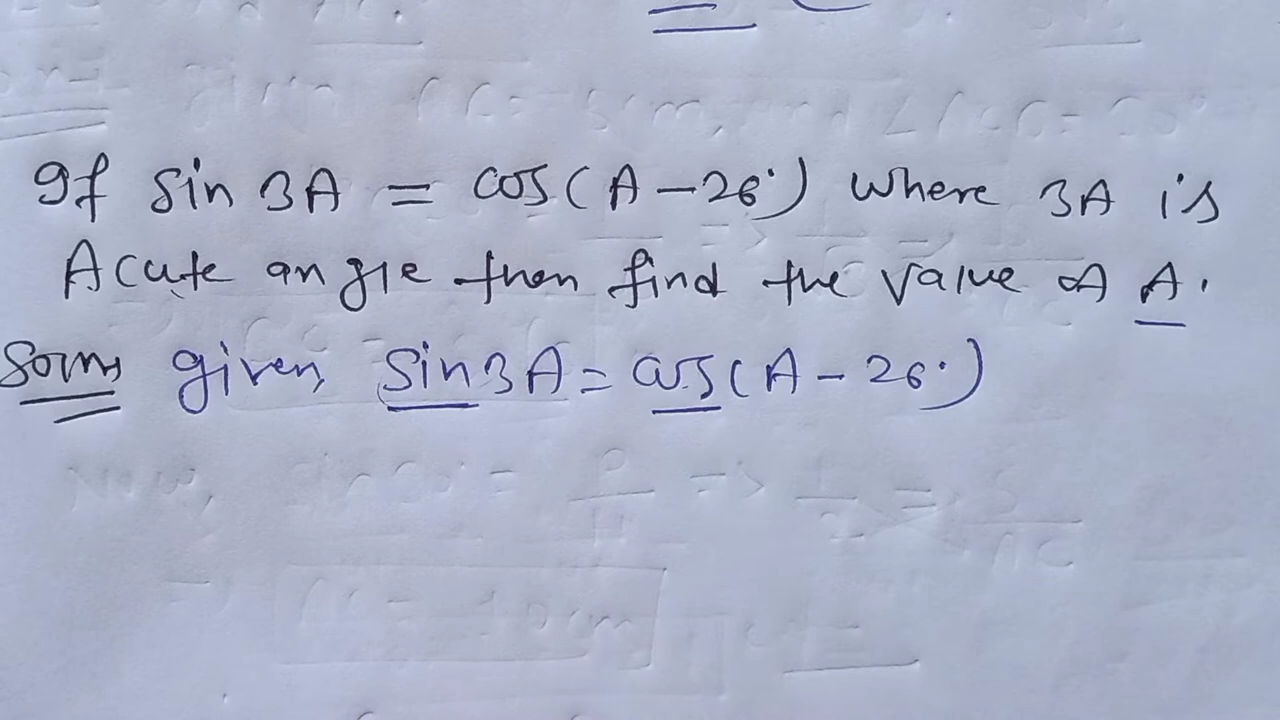 If sin 3A = cos(A-26°) where 3A is
Acute angle then find the value of A.
Soln, given, sin3A = cos(A-26°)